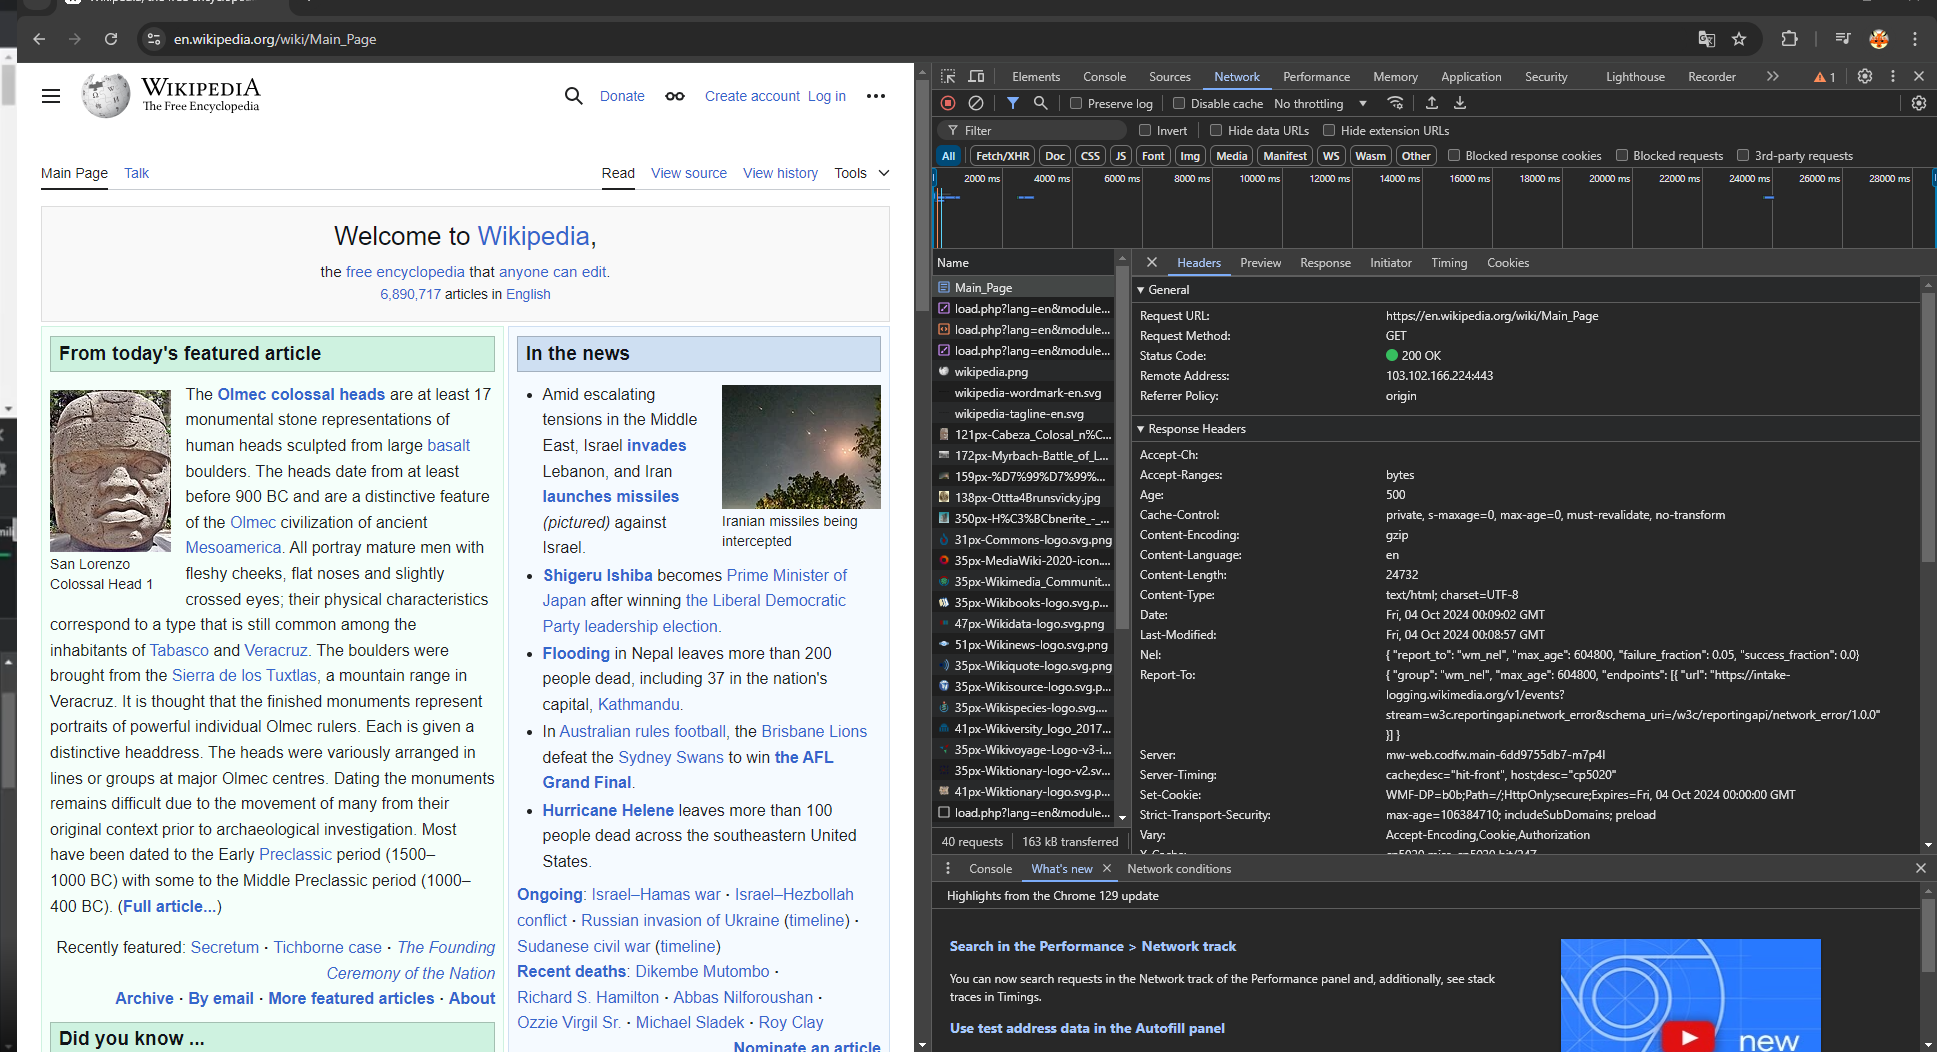 en.wikipedia.org/wiki/Main_Page
WIKIPEDIA
The Free Encyclopedia
Donate
Create account
Log in
Main Page
Talk
Read
View source
View history
Tools
Welcome to Wikipedia,
the free encyclopedia that anyone can edit.
6,890,717 articles in English
From today's featured article
The Olmec colossal heads are at least 17
monumental stone representations of
human heads sculpted from large basalt
boulders. The heads date from at least
before 900 BC and are a distinctive feature
of the Olmec civilization of ancient
Mesoamerica. All portray mature men with
fleshy cheeks, flat noses and slightly
crossed eyes; their physical characteristics
correspond to a type that is still common among the
inhabitants of Tabasco and Veracruz. The boulders were
brought from the Sierra de los Tuxtlas, a mountain range in
Veracruz. It is thought that the finished monuments represent
portraits of powerful individual Olmec rulers. Each is given a
distinctive headdress. The heads were variously arranged in
lines or groups at major Olmec centres. Dating the monuments
remains difficult due to the movement of many from their
original context prior to archaeological investigation. Most
have been dated to the Early Preclassic period (1500–
1000 BC) with some to the Middle Preclassic period (1000–
400 BC). (Full article...)
San Lorenzo
Colossal Head 1
Recently featured: Secretum · Tichborne case · The Founding
Ceremony of the Nation
Archive · By email · More featured articles · About
Did you know ...
In the news
Amid escalating
tensions in the Middle
East, Israel invades
Lebanon, and Iran
launches missiles
(pictured) against
Israel.
Iranian missiles being
intercepted
Shigeru Ishiba becomes Prime Minister of
Japan after winning the Liberal Democratic
Party leadership election.
Flooding in Nepal leaves more than 200
people dead, including 37 in the nation's
capital, Kathmandu.
In Australian rules football, the Brisbane Lions
defeat the Sydney Swans to win the AFL
Grand Final.
Hurricane Helene leaves more than 100
people dead across the southeastern United
States.
Ongoing: Israel–Hamas war · Israel–Hezbollah
conflict · Russian invasion of Ukraine (timeline) ·
Sudanese civil war (timeline)
Recent deaths: Dikembe Mutombo ·
Richard S. Hamilton · Abbas Nilforoushan ·
Ozzie Virgil Sr. · Michael Sladek · Roy Clay
Nominate an article
Elements
Console
Sources
Network
Performance
Memory
Application
Security
Lighthouse
Recorder
1
Preserve log
Disable cache
No throttling
Filter
Invert
Hide data URLs
Hide extension URLs
All
Fetch/XHR
Doc
CSS
JS
Font
Img
Media
Manifest
WS
Wasm
Other
Blocked response cookies
Blocked requests
3rd-party requests
2000 ms
4000 ms
6000 ms
8000 ms
10000 ms
12000 ms
14000 ms
16000 ms
18000 ms
20000 ms
22000 ms
24000 ms
26000 ms
28000 ms
Name
Main_Page
load.php?lang=en&module...
load.php?lang=en&module...
load.php?lang=en&module...
wikipedia.png
wikipedia-wordmark-en.svg
wikipedia-tagline-en.svg
121px-Cabeza_Colosal_n%C...
172px-Myrbach-Battle_of_L...
159px-%D7%99%D7%99%...
138px-Ottta4Brunsvicky.jpg
350px-H%C3%BCbnerite_-_...
31px-Commons-logo.svg.png
35px-MediaWiki-2020-icon....
35px-Wikimedia_Communit...
35px-Wikibooks-logo.svg.p...
47px-Wikidata-logo.svg.png
51px-Wikinews-logo.svg.png
35px-Wikiquote-logo.svg.png
35px-Wikisource-logo.svg.p...
35px-Wikispecies-logo.svg....
41px-Wikiversity_logo_2017...
35px-Wikivoyage-Logo-v3-i...
35px-Wiktionary-logo-v2.sv...
41px-Wiktionary-logo.svg.p...
load.php?lang=en&module...
40 requests
163 kB transferred
Headers
Preview
Response
Initiator
Timing
Cookies
General
Request URL: https://en.wikipedia.org/wiki/Main_Page
Request Method: GET
Status Code: 200 OK
Remote Address: 103.102.166.224:443
Referrer Policy: origin
Response Headers
Accept-Ch:
Accept-Ranges: bytes
Age: 500
Cache-Control: private, s-maxage=0, max-age=0, must-revalidate, no-transform
Content-Encoding: gzip
Content-Language: en
Content-Length: 24732
Content-Type: text/html; charset=UTF-8
Date: Fri, 04 Oct 2024 00:09:02 GMT
Last-Modified: Fri, 04 Oct 2024 00:08:57 GMT
Nel: { "report_to": "wm_nel", "max_age": 604800, "failure_fraction": 0.05, "success_fraction": 0.0}
Report-To: { "group": "wm_nel", "max_age": 604800, "endpoints": [{ "url": "https://intake-
logging.wikimedia.org/v1/events?
stream=w3c.reportingapi.network_error&schema_uri=/w3c/reportingapi/network_error/1.0.0"
}] }
Server: mw-web.codfw.main-6dd9755db7-m7p4l
Server-Timing: cache;desc="hit-front", host;desc="cp5020"
Set-Cookie: WMF-DP=b0b;Path=/;HttpOnly;secure;Expires=Fri, 04 Oct 2024 00:00:00 GMT
Strict-Transport-Security: max-age=106384710; includeSubDomains; preload
Vary: Accept-Encoding,Cookie,Authorization
X-Cache: cp5020 miss, cp5020 hit/247
Console
What's new
Network conditions
Highlights from the Chrome 129 update
Search in the Performance > Network track
You can now search requests in the Network track of the Performance panel and, additionally, see stack
traces in Timings.
Use test address data in the Autofill panel
new